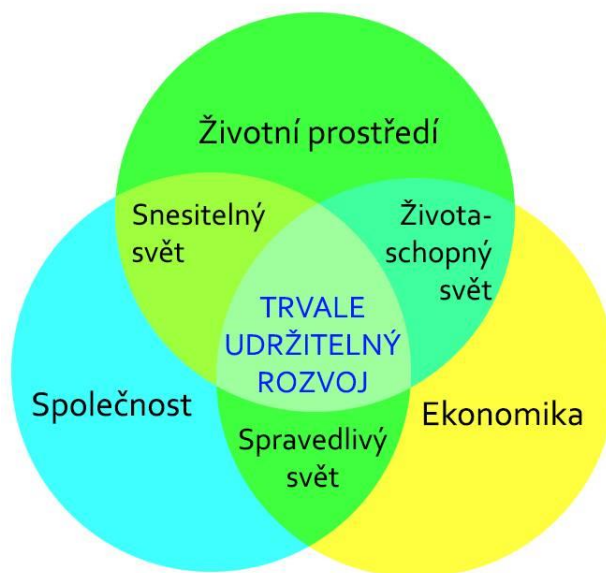 Životní prostředí
Snesitelný
svět
Života-
schopný
svět
TRVALE
UDRŽITELNÝ
ROZVOJ
Společnost
Ekonomika
Spravedlivý
svět